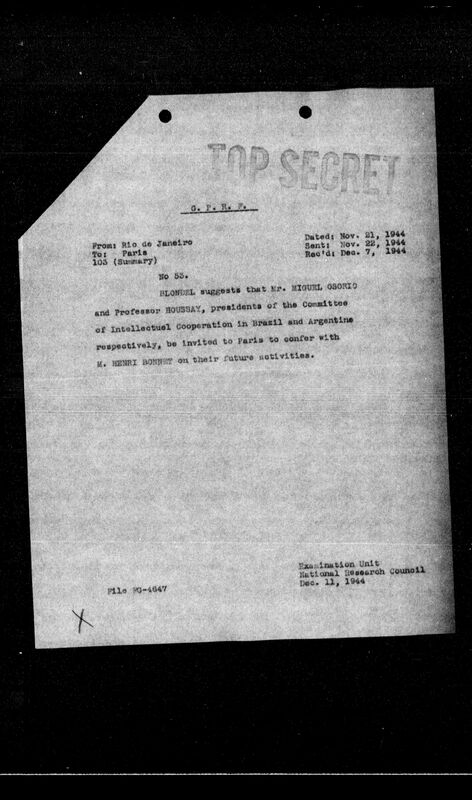 TOP SECRET
G. P. R. F.
From: Rio de Janeiro
To: Paris
103 (Summary)
Dated: Nov. 21, 1944
Sent: Nov. 22, 1944
Rec'd: Dec. 7, 1944
No 53.
BLONDEL suggests that Mr. MIGUEL OSORIO
and Professor HOUSSAY, presidents of the Committee
of Intellectuel Cooperation in Brazil and Argentine
respectively, be invited to Paris to confer with
M. HENRI BONNET on their future activities.
Examination Unit
National Research Council
Dec. 11, 1944
File FG-4647
X